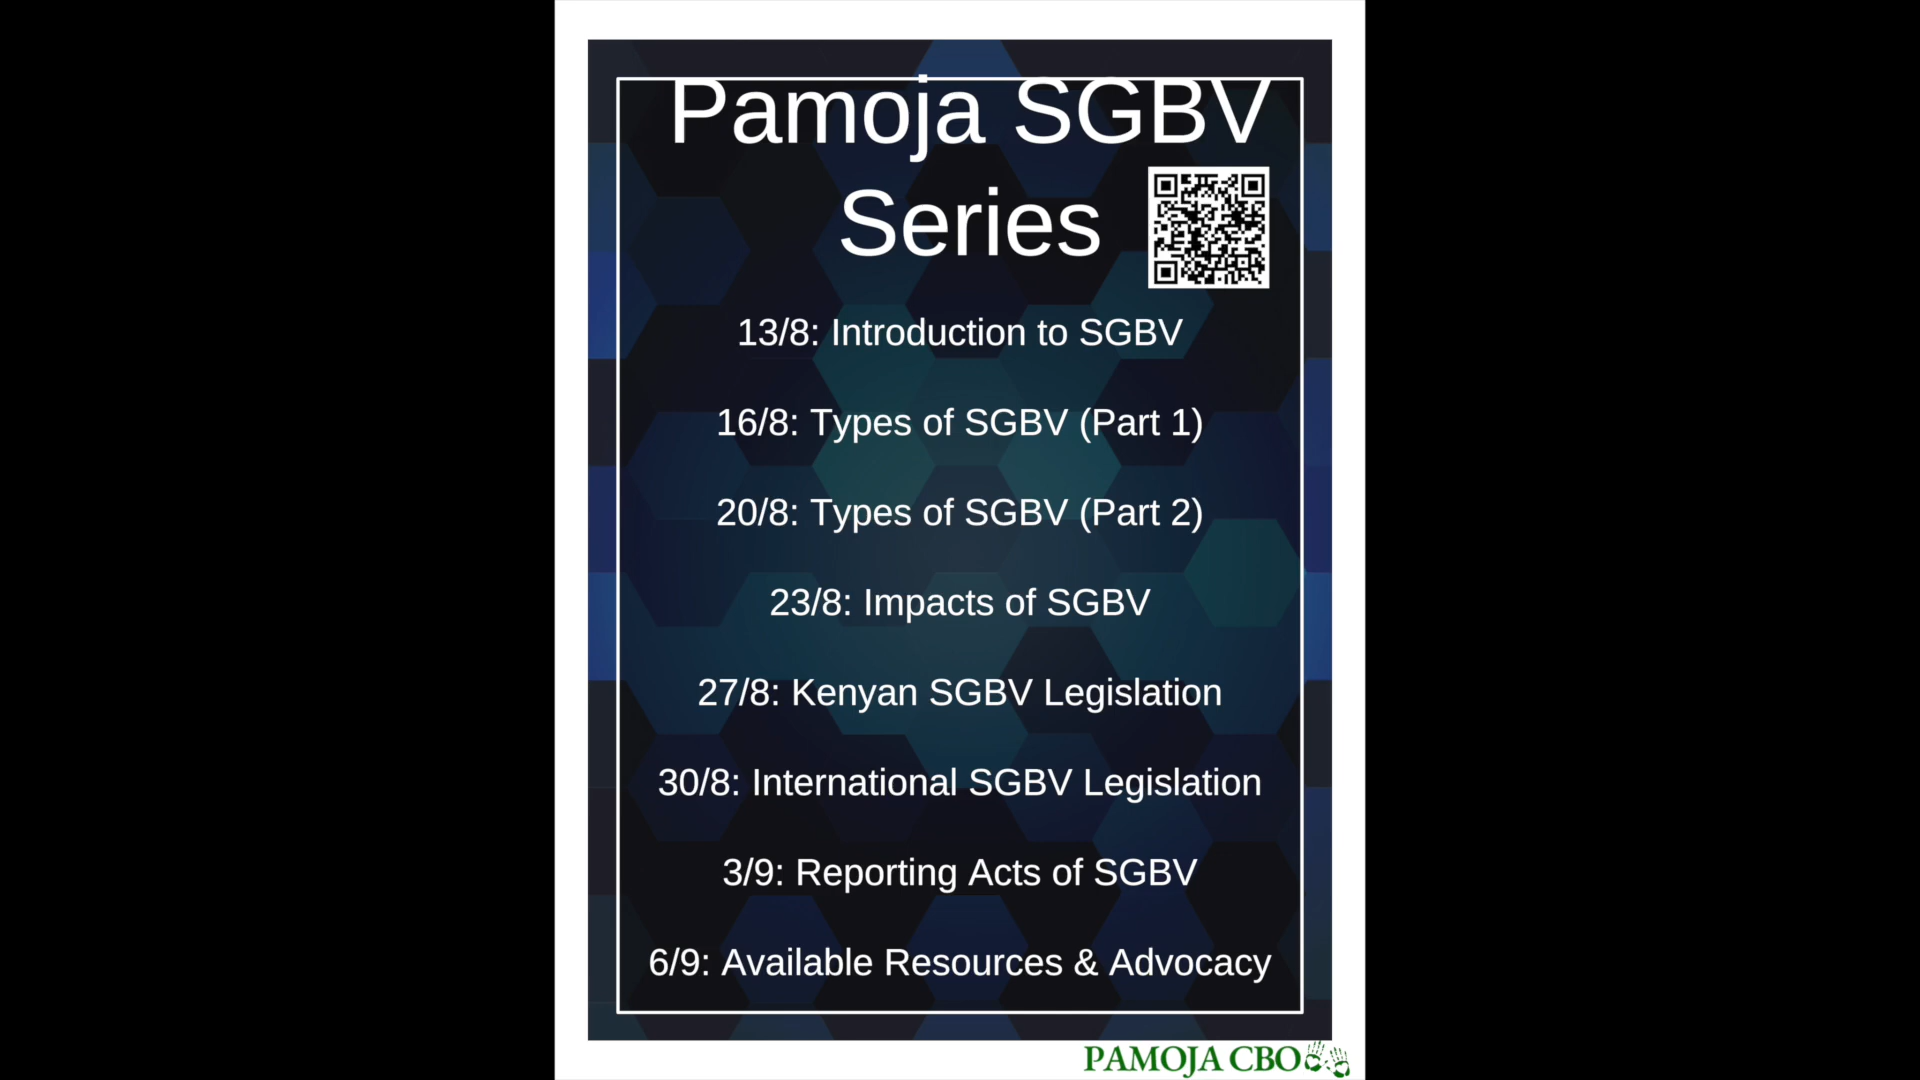 Pamoja SGBV
Series
13/8: Introduction to SGBV
16/8: Types of SGBV (Part 1)
20/8: Types of SGBV (Part 2)
23/8: Impacts of SGBV
27/8: Kenyan SGBV Legislation
30/8: International SGBV Legislation
3/9: Reporting Acts of SGBV
6/9: Available Resources & Advocacy
PAMOJA CBO